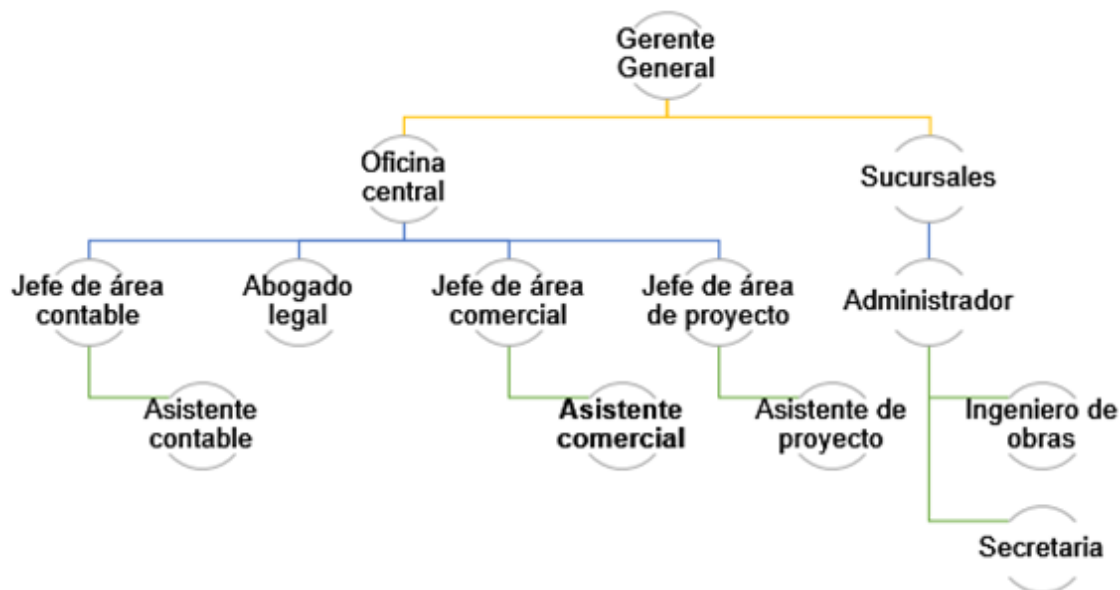 Gerente
General
Oficina
central
Sucursales
Jefe de área
contable
Abogado
legal
Jefe de área
comercial
Jefe de área
de proyecto
Administrador
Asistente
contable
Asistente
comercial
Asistente de
proyecto
Ingeniero de
obras
Secretaria